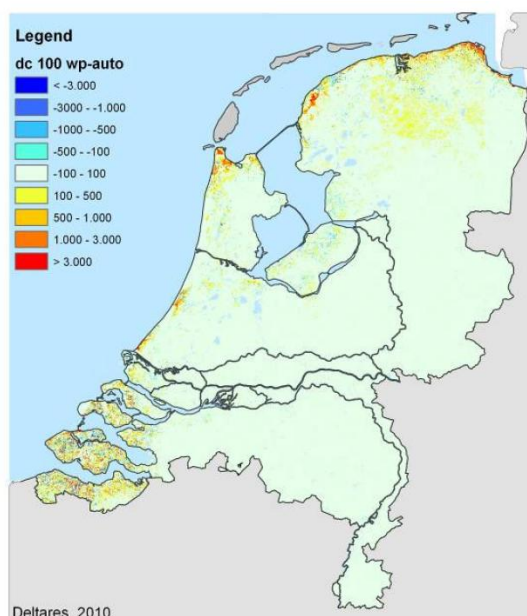 Legend
dc 100 wp-auto
< -3.000
-3000 - -1.000
-1000 - -500
-500 - -100
-100 - 100
100 - 500
500 - 1.000
1.000 - 3.000
> 3.000
Deltares, 2010